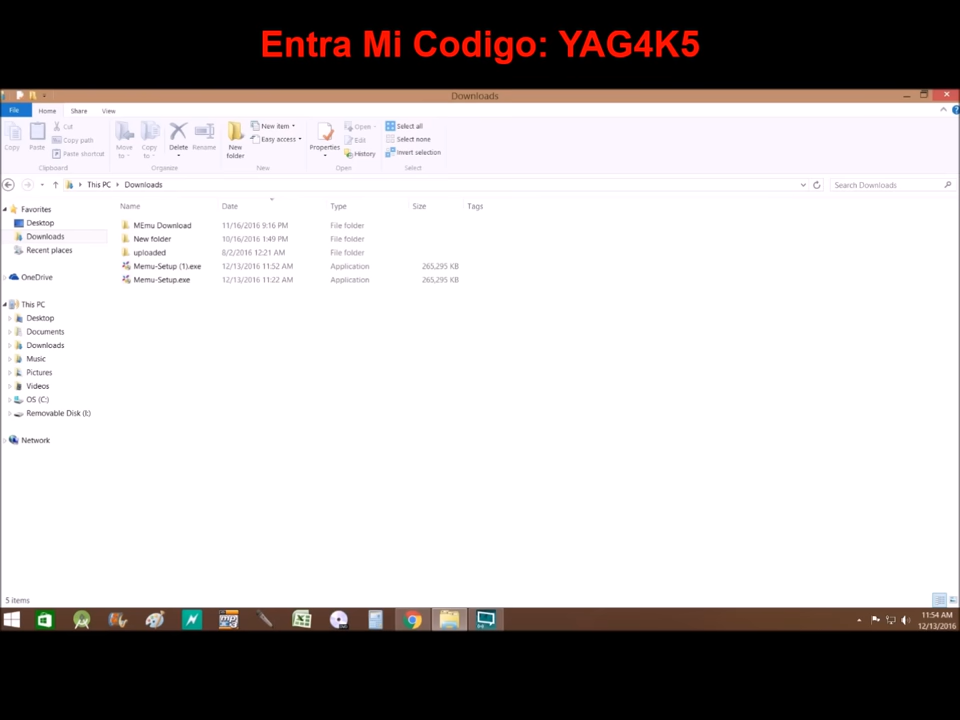 Entra Mi Codigo: YAG4K5
Downloads
File Home Share View
Copy Paste Cut Copy path Paste shortcut
Move to Copy to Delete Rename New folder
New item Easy access
Properties Open Edit History
Select all Select none Invert selection
Clipboard Organize New Open Select
This PC Downloads Search Downloads
Name Date Type Size Tags
MEmu Download 11/16/2016 9:16 PM File folder
New folder 10/16/2016 1:49 PM File folder
uploaded 8/2/2016 12:21 AM File folder
Memu-Setup (1).exe 12/13/2016 11:52 AM Application 265,295 KB
Memu-Setup.exe 12/13/2016 11:22 AM Application 265,295 KB
Favorites
Desktop
Downloads
Recent places
OneDrive
This PC
Desktop
Documents
Downloads
Music
Pictures
Videos
OS (C:)
Removable Disk (I:)
Network
5 items
mp3
11:54 AM
12/13/2016